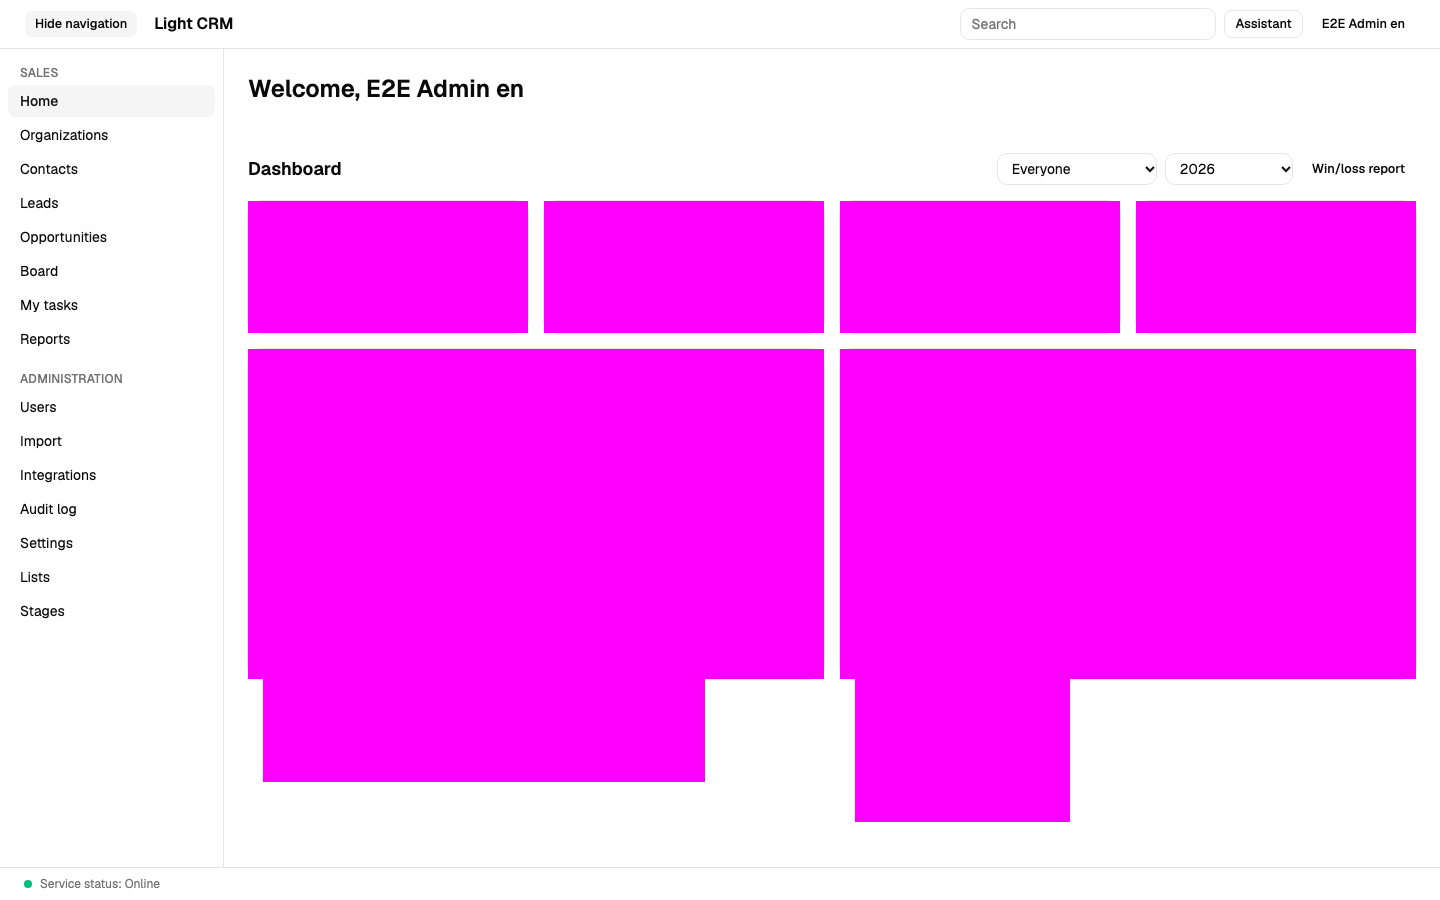 Hide navigation
Light CRM
Search
Assistant
E2E Admin en
SALES
Home
Organizations
Contacts
Leads
Opportunities
Board
My tasks
Reports
ADMINISTRATION
Users
Import
Integrations
Audit log
Settings
Lists
Stages
Welcome, E2E Admin en
Dashboard
Everyone
2026
Win/loss report
Service status: Online